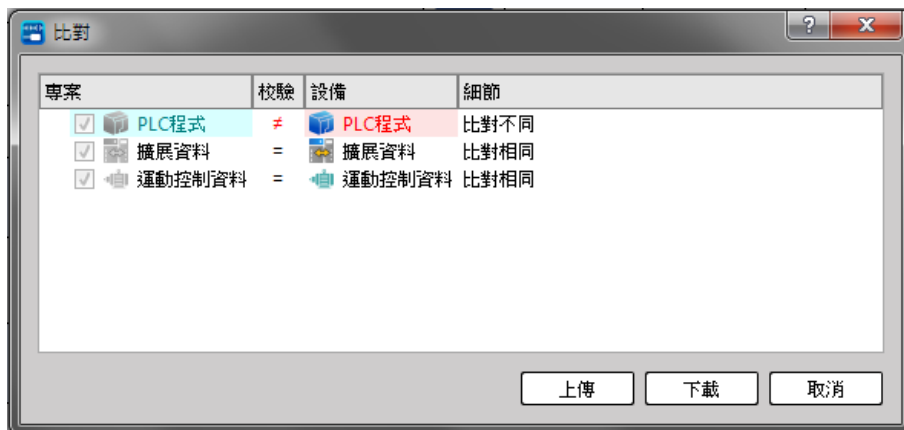 比對
專案 校驗 設備 細節
PLC程式 ≠ PLC程式 比對不同
擴展資料 = 擴展資料 比對相同
運動控制資料 = 運動控制資料 比對相同
上傳 下載 取消